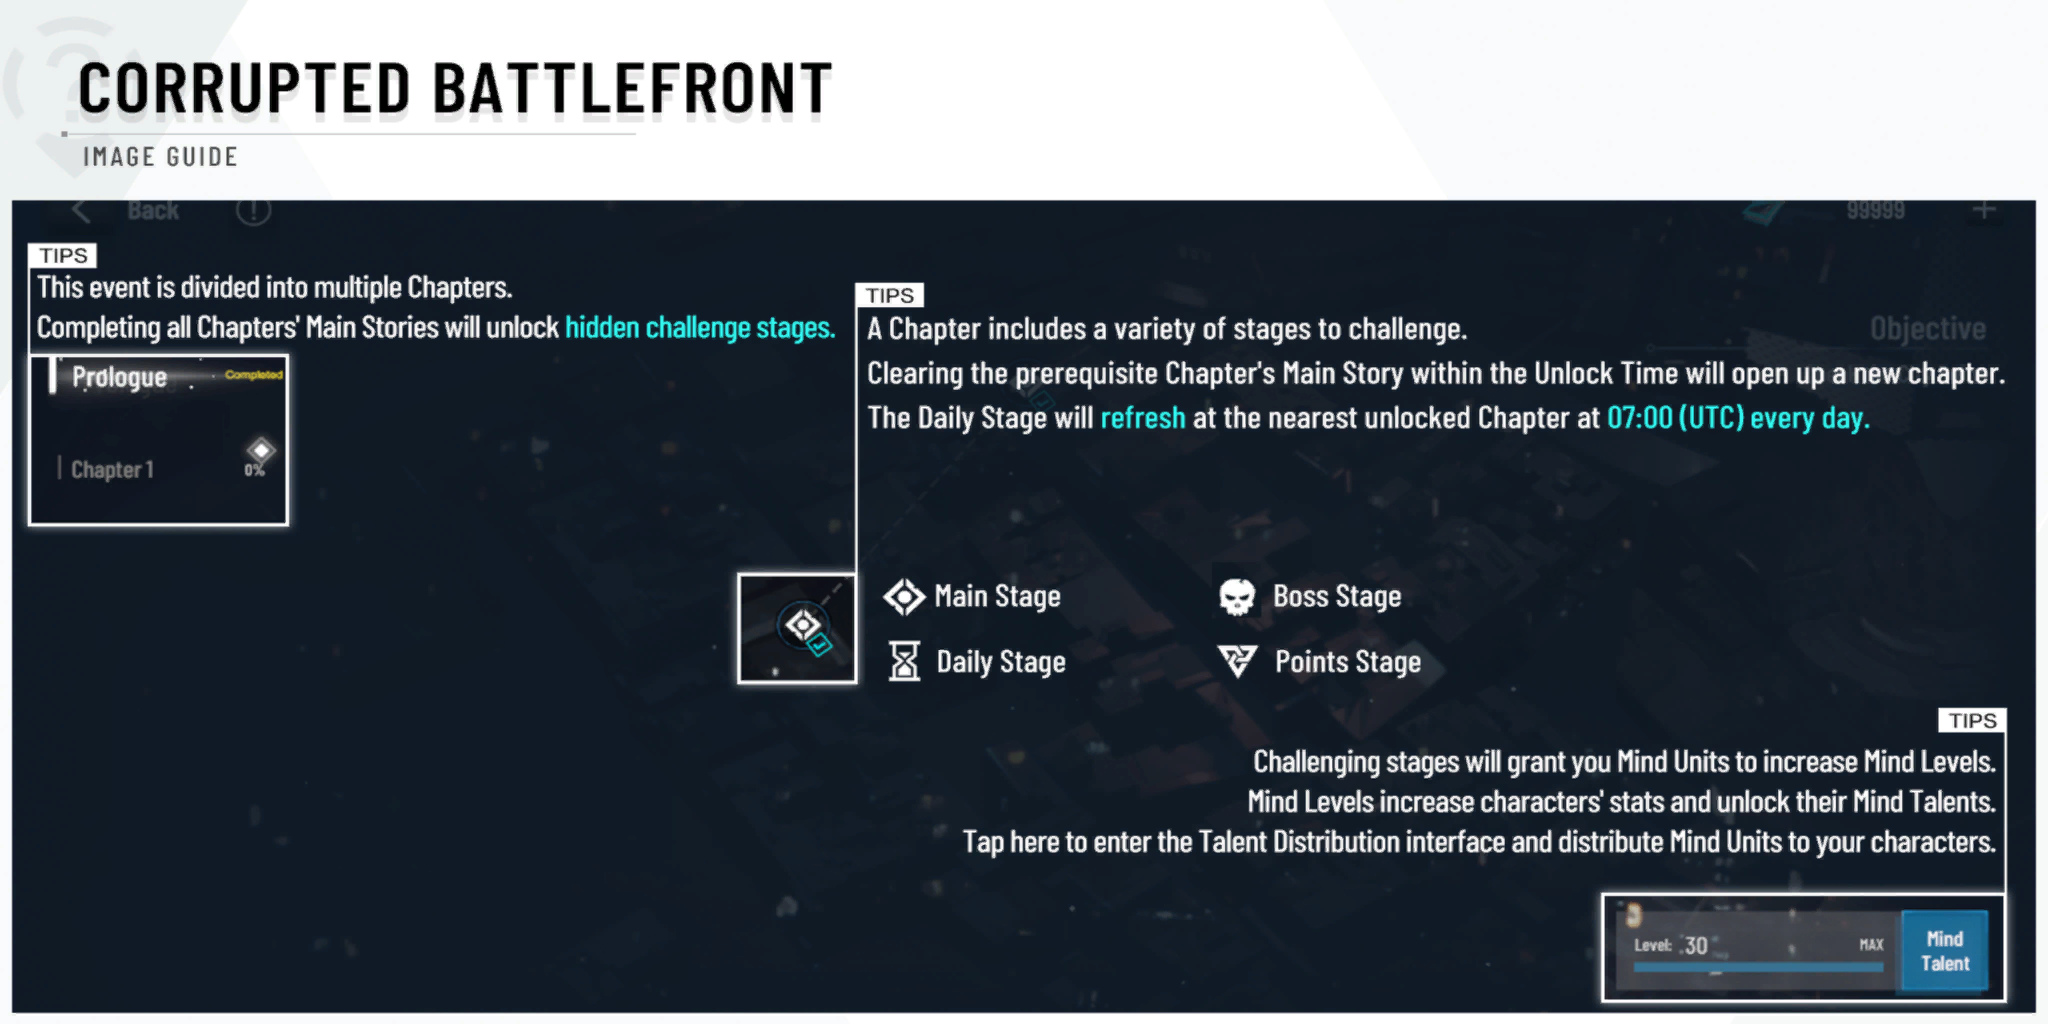 CORRUPTED BATTLEFRONT
IMAGE GUIDE
Back
99999
TIPS
This event is divided into multiple Chapters.
Completing all Chapters' Main Stories will unlock hidden challenge stages.
Prologue
Completed
Chapter 1
0%
TIPS
A Chapter includes a variety of stages to challenge.
Objective
Clearing the prerequisite Chapter's Main Story within the Unlock Time will open up a new chapter.
The Daily Stage will refresh at the nearest unlocked Chapter at 07:00 (UTC) every day.
Main Stage
Boss Stage
Daily Stage
Points Stage
TIPS
Challenging stages will grant you Mind Units to increase Mind Levels.
Mind Levels increase characters' stats and unlock their Mind Talents.
Tap here to enter the Talent Distribution interface and distribute Mind Units to your characters.
Level: 30
MAX
Mind
Talent